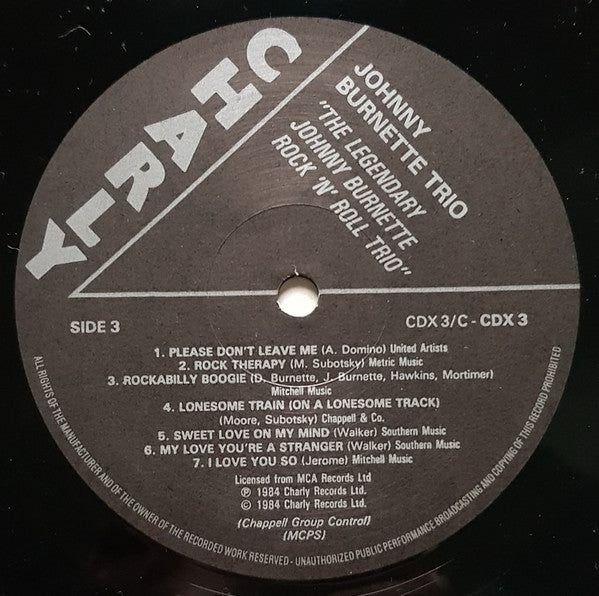 CHARLY
JOHNNY
BURNETTE TRIO
"THE LEGENDARY
JOHNNY BURNETTE
ROCK 'N' ROLL TRIO"
SIDE 3
CDX 3/C - CDX 3
1. PLEASE DON'T LEAVE ME (A. Domino) United Artists
2. ROCK THERAPY (M. Subotsky) Metric Music
3. ROCKABILLY BOOGIE (D. Burnette, J. Burnette, Hawkins, Mortimer)
Mitchell Music
4. LONESOME TRAIN (ON A LONESOME TRACK)
(Moore, Subotsky) Chappell & Co.
5. SWEET LOVE ON MY MIND (Walker) Southern Music
6. MY LOVE YOU'RE A STRANGER (Walker) Southern Music
7. I LOVE YOU SO (Jerome) Mitchell Music
Licensed from MCA Records Ltd
℗ 1984 Charly Records Ltd.
© 1984 Charly Records Ltd.
(Chappell Group Control)
(MCPS)
ALL RIGHTS OF THE MANUFACTURER AND OF THE OWNER OF THE RECORDED WORK RESERVED - UNAUTHORIZED PUBLIC PERFORMANCE BROADCASTING AND COPYING OF THIS RECORD PROHIBITED